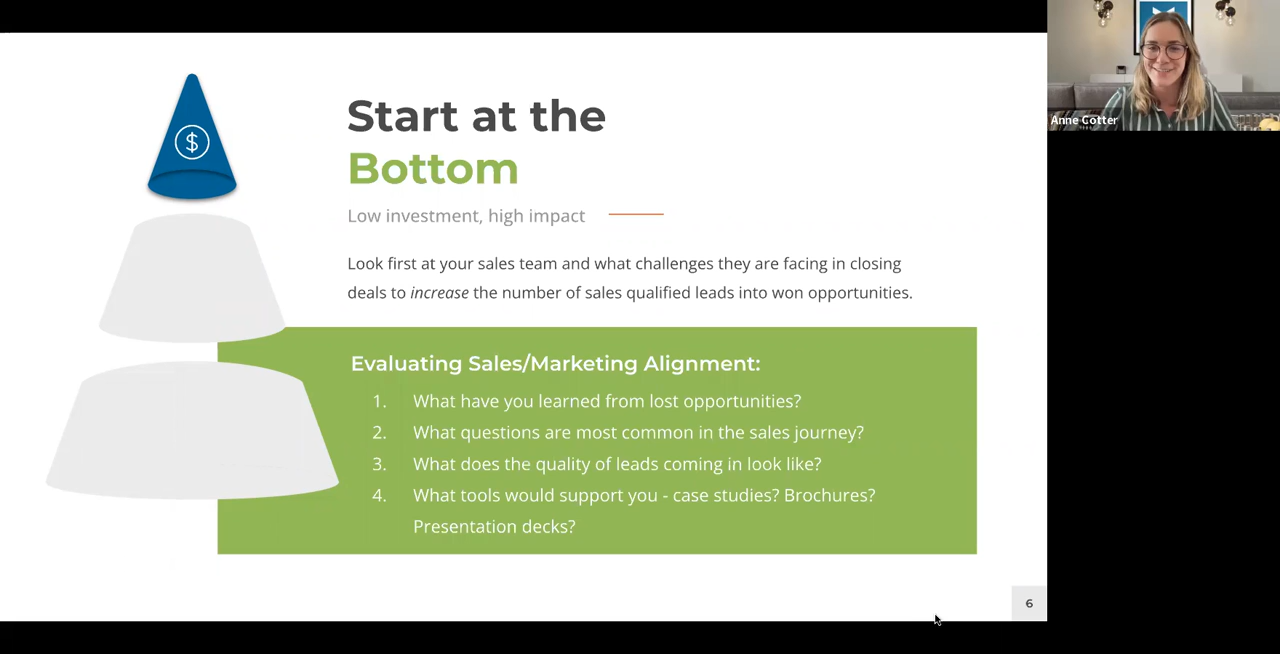 $
Start at the
Bottom
Low investment, high impact
Look first at your sales team and what challenges they are facing in closing
deals to increase the number of sales qualified leads into won opportunities.
Evaluating Sales/Marketing Alignment:
1. What have you learned from lost opportunities?
2. What questions are most common in the sales journey?
3. What does the quality of leads coming in look like?
4. What tools would support you - case studies? Brochures?
Presentation decks?
6
Anne Cotter